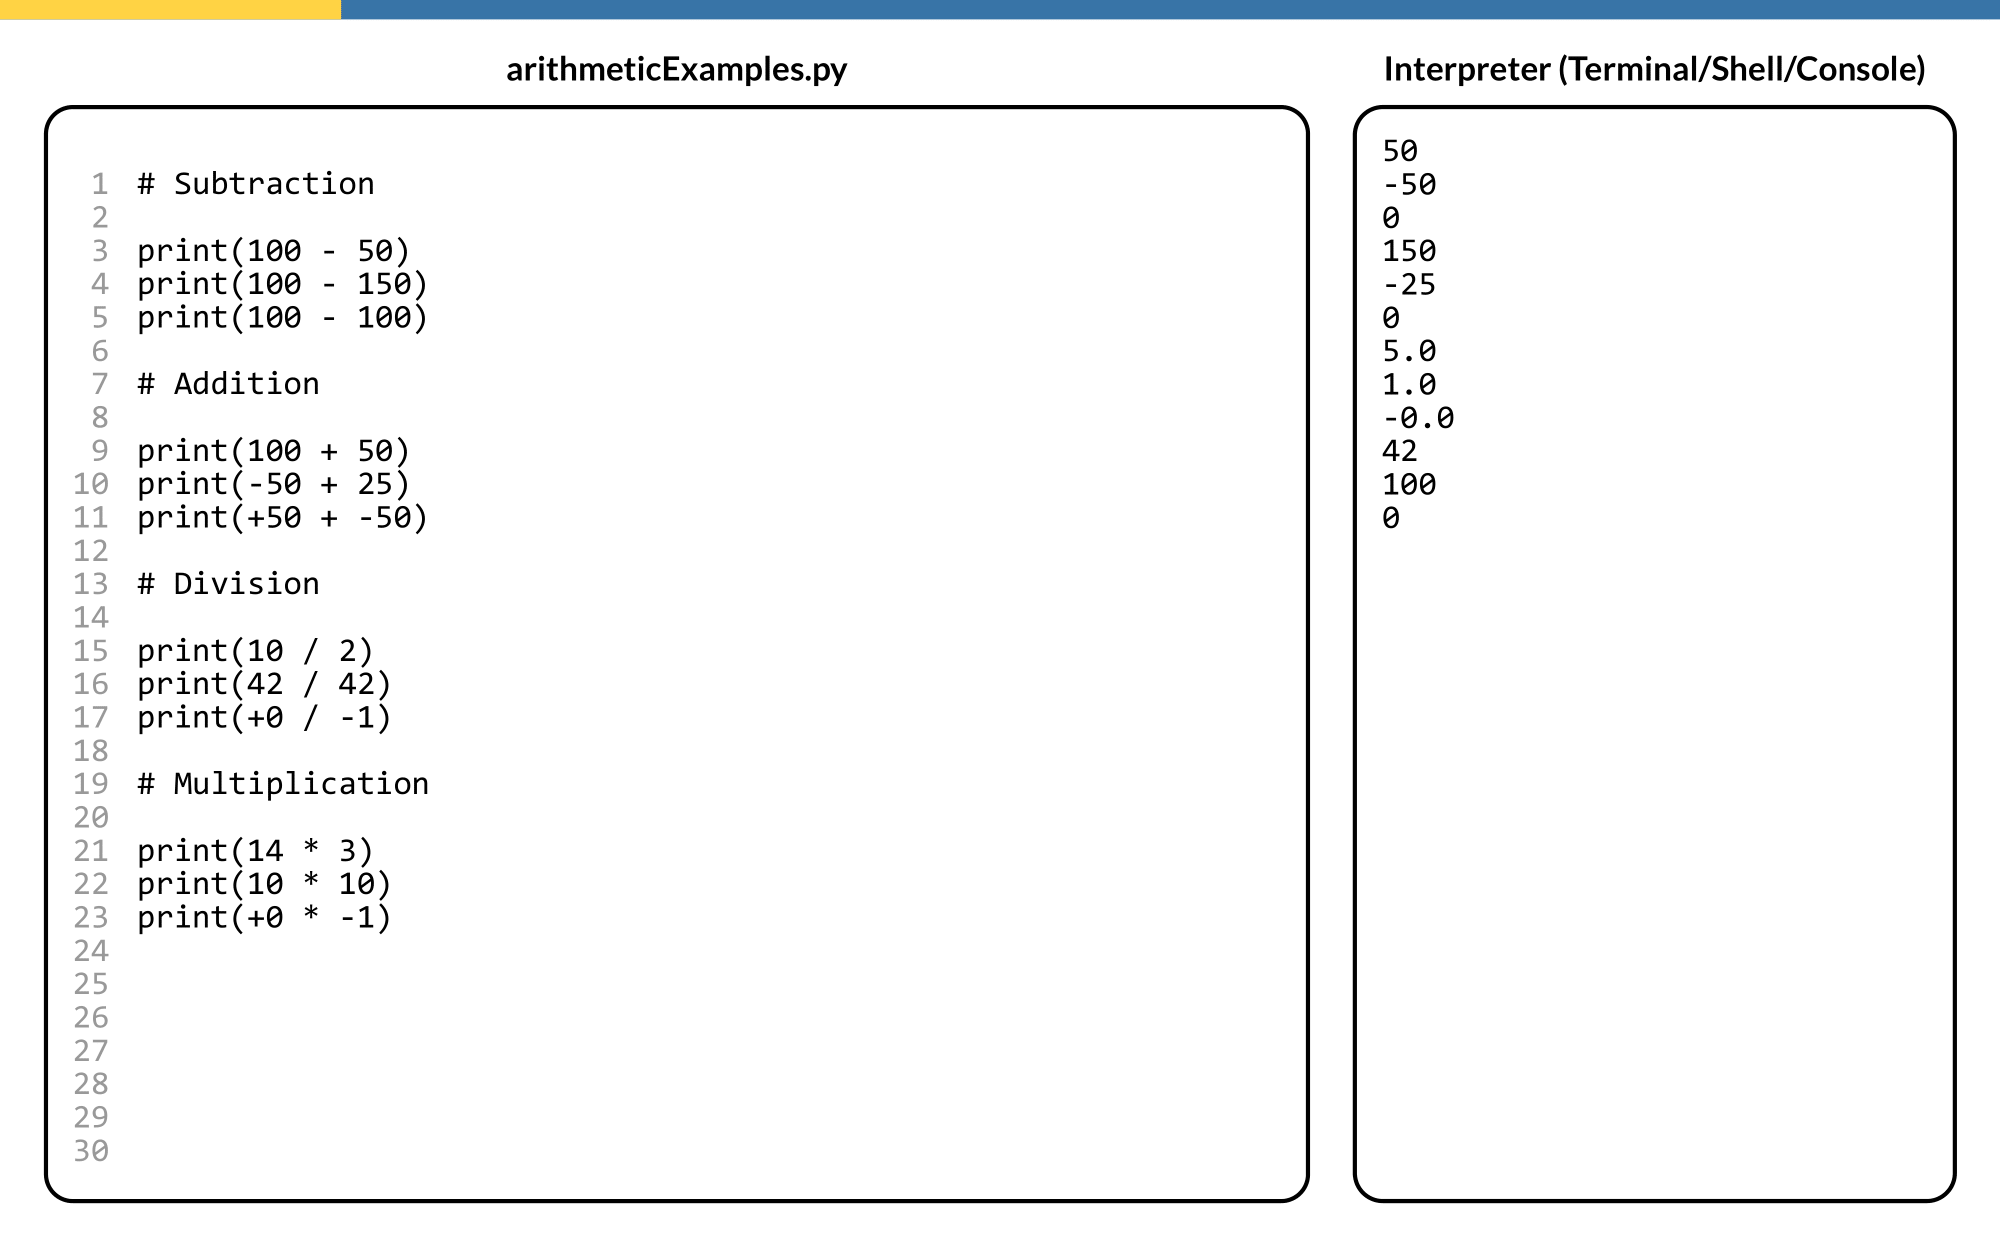 arithmeticExamples.py
1 # Subtraction
2
3 print(100 - 50)
4 print(100 - 150)
5 print(100 - 100)
6
7 # Addition
8
9 print(100 + 50)
10 print(-50 + 25)
11 print(+50 + -50)
12
13 # Division
14
15 print(10 / 2)
16 print(42 / 42)
17 print(+0 / -1)
18
19 # Multiplication
20
21 print(14 * 3)
22 print(10 * 10)
23 print(+0 * -1)
24
25
26
27
28
29
30
Interpreter (Terminal/Shell/Console)
50
-50
0
150
-25
0
5.0
1.0
-0.0
42
100
0